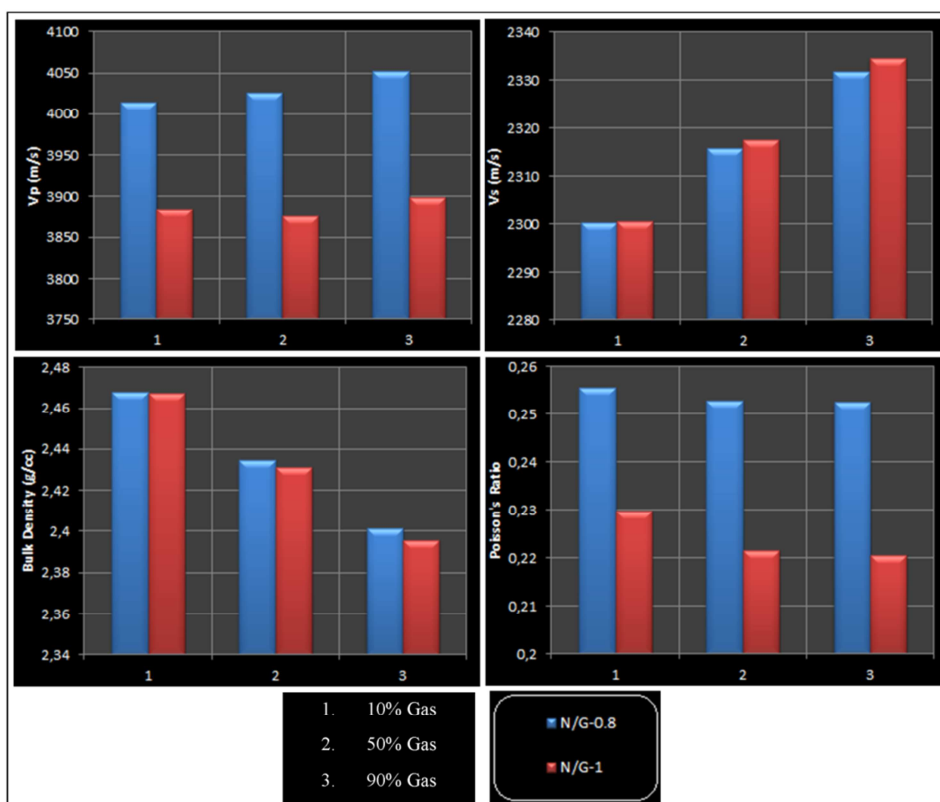 4100
4050
4000
3950
3900
3850
3800
3750
Vp (m/s)
1 2 3
2340
2330
2320
2310
2300
2290
2280
Vs (m/s)
1 2 3
2,48
2,46
2,44
2,42
2,4
2,38
2,36
2,34
Bulk Density (g/cc)
1 2 3
0,26
0,25
0,24
0,23
0,22
0,21
0,2
Poisson's Ratio
1 2 3
1. 10% Gas
2. 50% Gas
3. 90% Gas
N/G-0.8
N/G-1